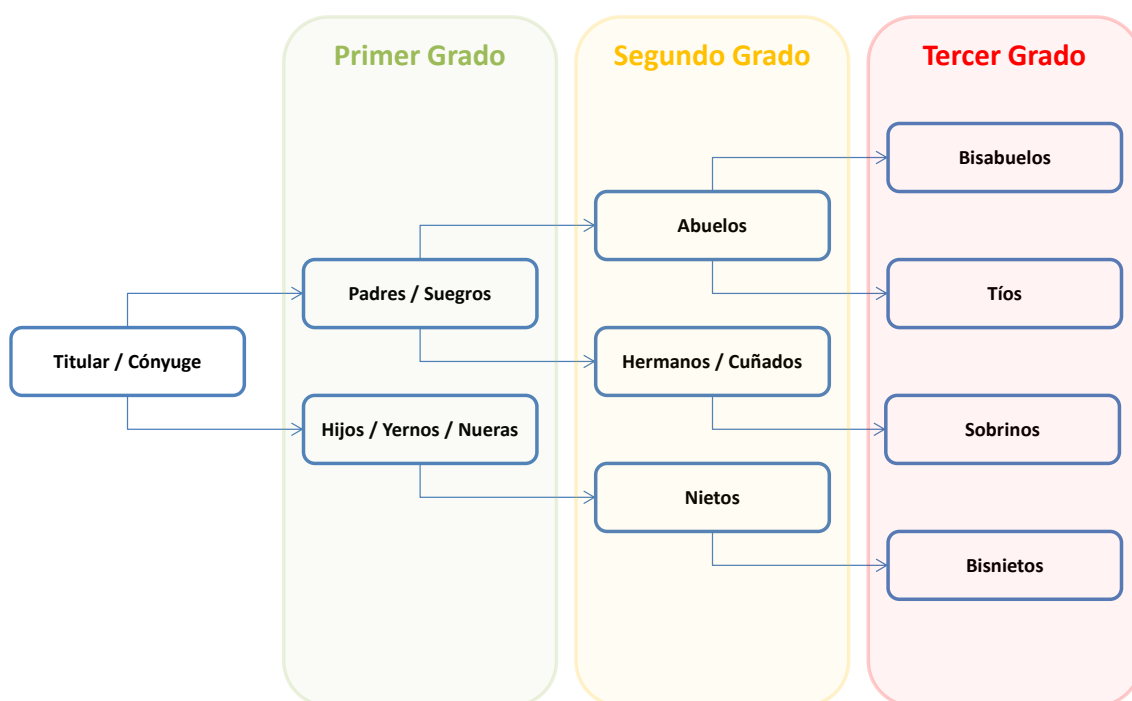 Primer Grado
Segundo Grado
Tercer Grado
Bisabuelos
Abuelos
Padres / Suegros
Tíos
Titular / Cónyuge
Hermanos / Cuñados
Hijos / Yernos / Nueras
Sobrinos
Nietos
Bisnietos